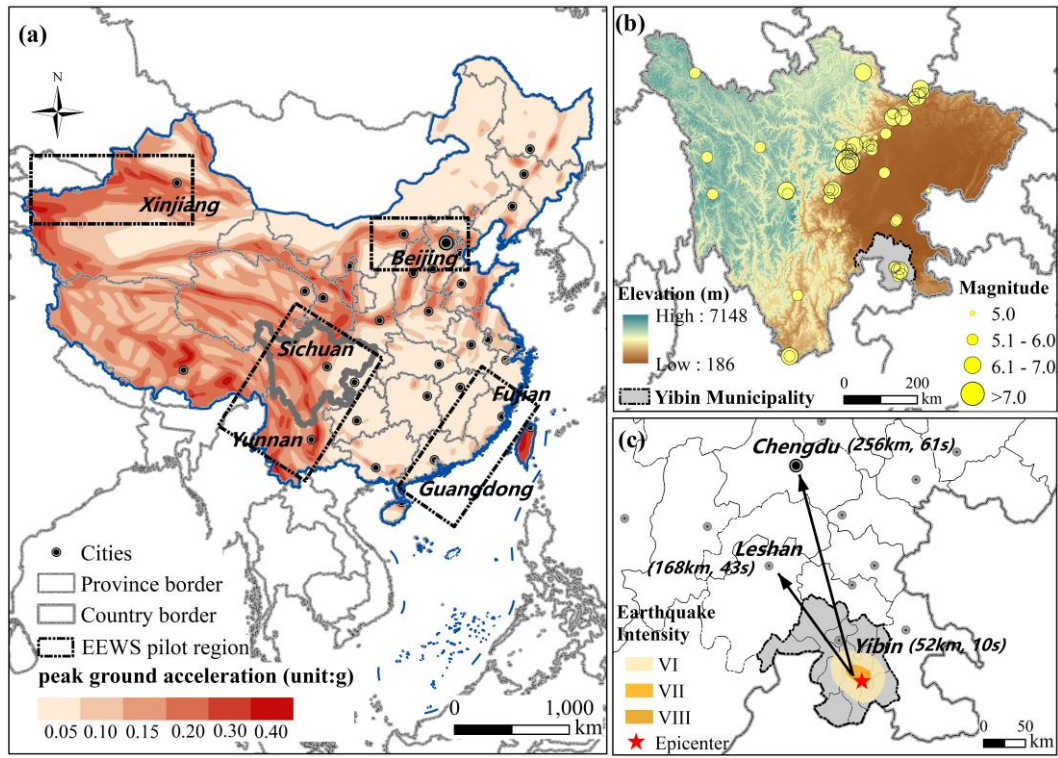 (a)
N
Xinjiang
Beijing
Sichuan
Yunnan
Fujian
Guangdong
Cities
Province border
Country border
EEWS pilot region
peak ground acceleration (unit:g)
0.05 0.10 0.15 0.20 0.30 0.40
0 1,000
km
(b)
Elevation (m)
High : 7148
Low : 186
Yibin Municipality
Magnitude
5.0
5.1 - 6.0
6.1 - 7.0
>7.0
0 200
km
(c)
Chengdu (256km, 61s)
Leshan
(168km, 43s)
Yibin (52km, 10s)
Earthquake
Intensity
VI
VII
VIII
Epicenter
0 50
km